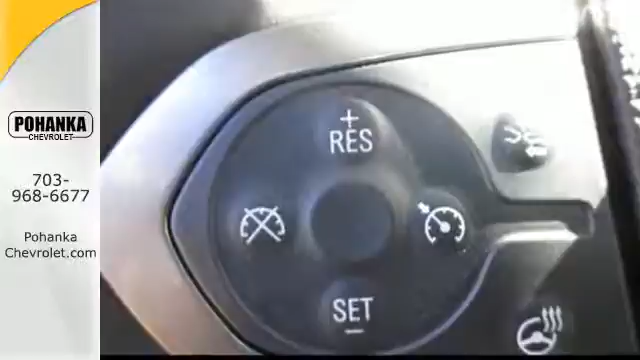 POHANKA
CHEVROLET
703-
968-6677
Pohanka
Chevrolet.com
+
RES
SET
–